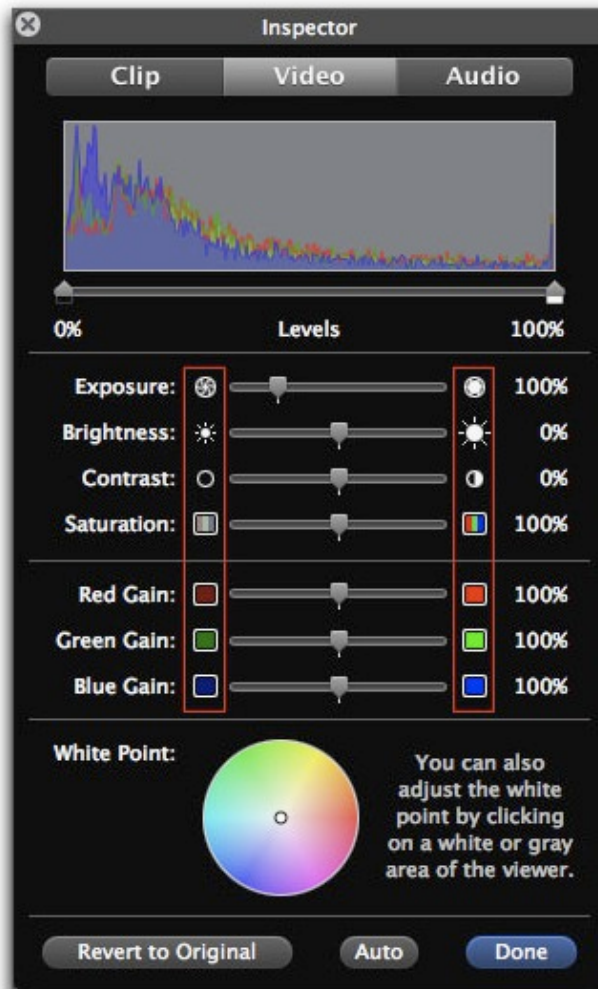 Inspector
Clip Video Audio
0% Levels 100%
Exposure: 100%
Brightness: 0%
Contrast: 0%
Saturation: 100%
Red Gain: 100%
Green Gain: 100%
Blue Gain: 100%
White Point:
You can also
adjust the white
point by clicking
on a white or gray
area of the viewer.
Revert to Original Auto Done